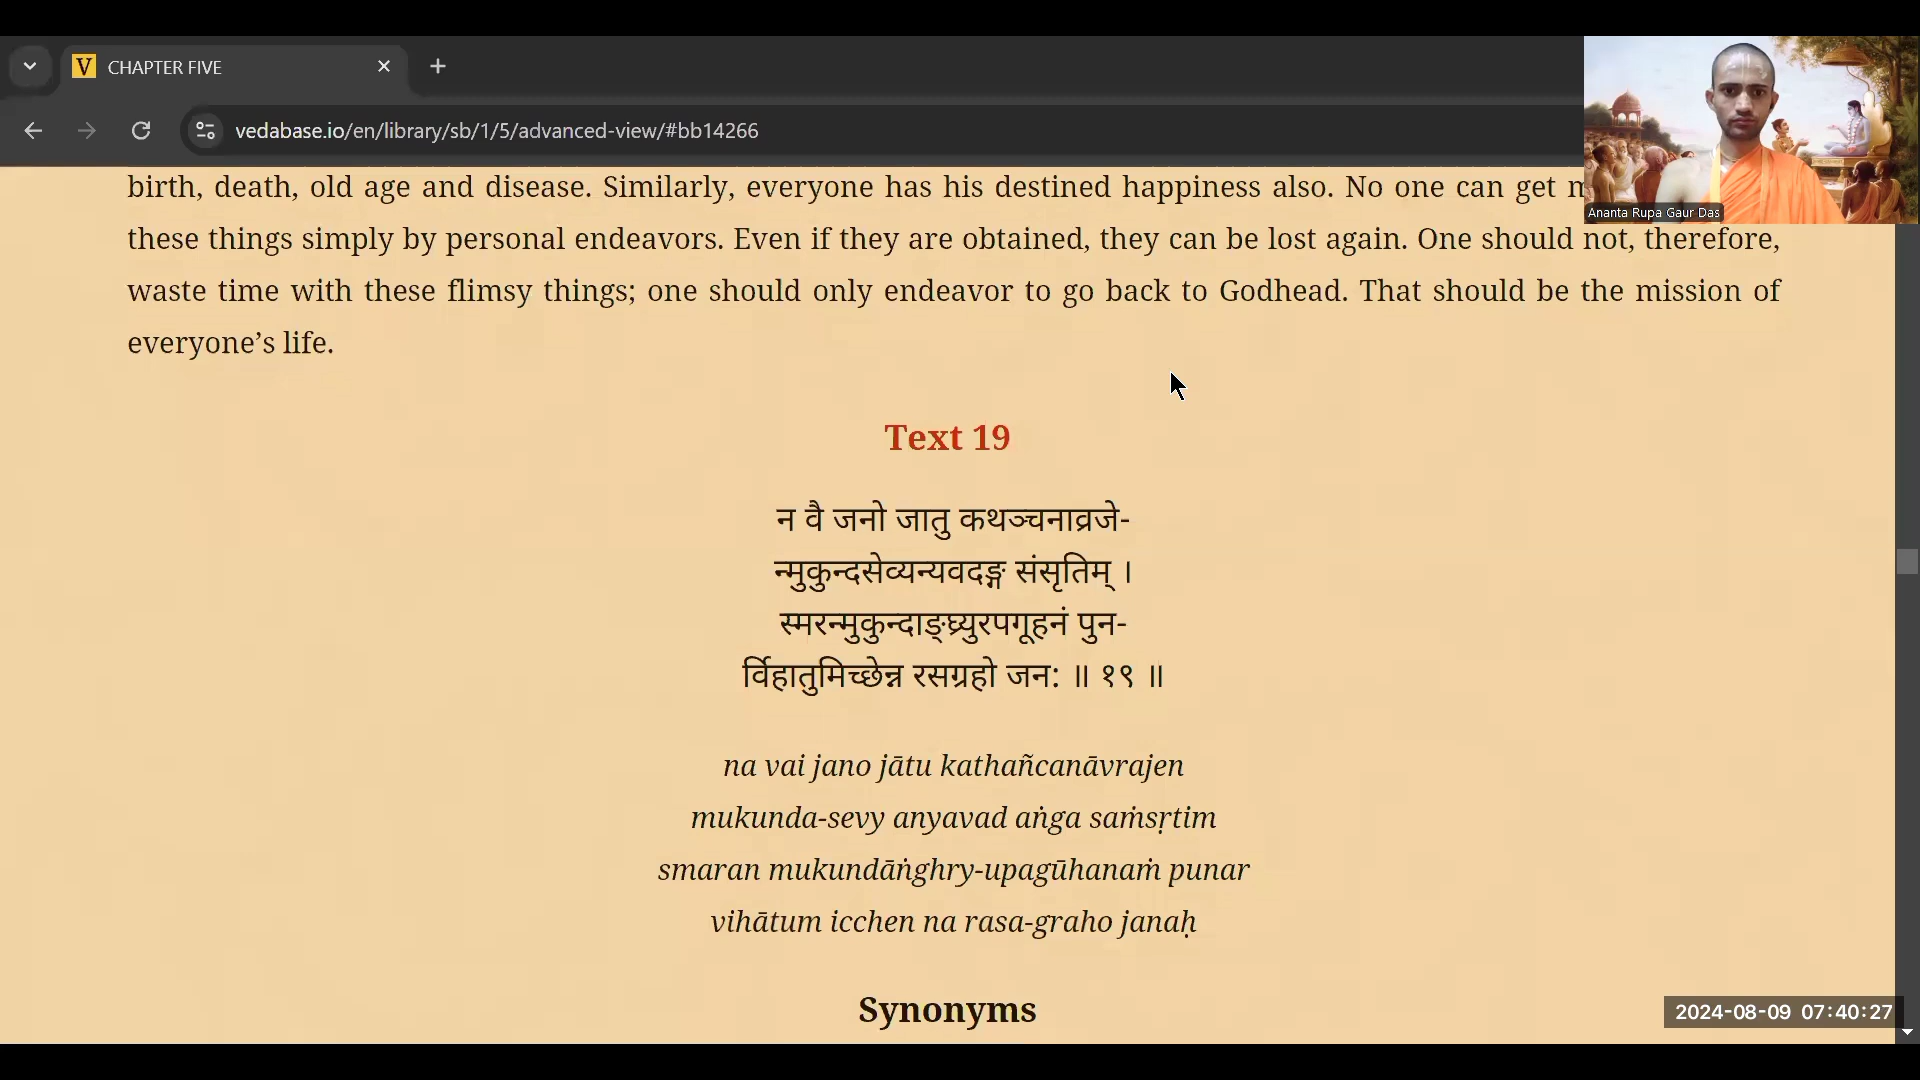 V CHAPTER FIVE
vedabase.io/en/library/sb/1/5/advanced-view/#bb14266
Ananta Rupa Gaur Das
birth, death, old age and disease. Similarly, everyone has his destined happiness also. No one can get
these things simply by personal endeavors. Even if they are obtained, they can be lost again. One should not, therefore,
waste time with these flimsy things; one should only endeavor to go back to Godhead. That should be the mission of
everyone’s life.
Text 19
न वै जनो जातु कथञ्चनाव्रजे-
न्मुकुन्दसेव्यन्यवदङ्ग संसृतिम् ।
स्मरन्मुकुन्दाङ्‌घ्र्युपगूहनं पुन-
र्विहातुमिच्छेन्न रसग्रहो जन: ॥ १९ ॥
na vai jano jātu kathañcanāvrajen
mukunda-sevy anyavad aṅga saṁsṛtim
smaran mukundāṅghry-upagūhanaṁ punar
vihātum icchen na rasa-graho janaḥ
Synonyms
2024-08-09 07:40:27